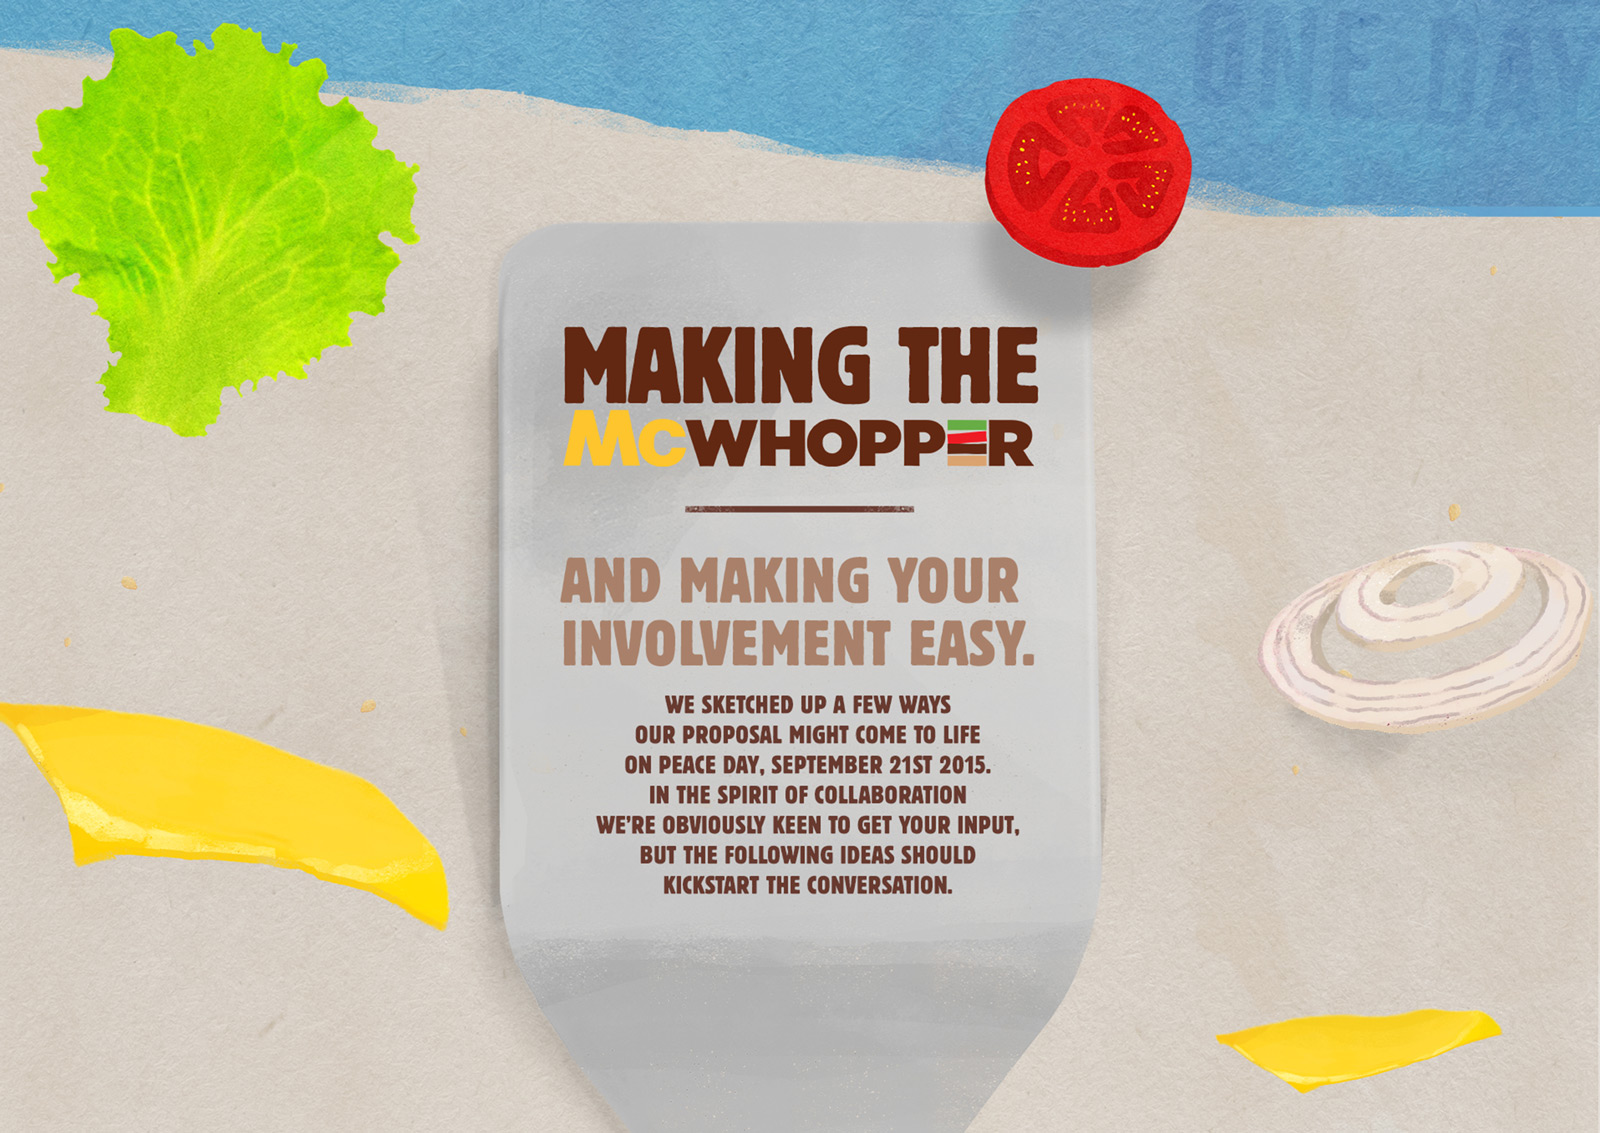 ONE DAY
MAKING THE
McWHOPPER
AND MAKING YOUR
INVOLVEMENT EASY.
WE SKETCHED UP A FEW WAYS
OUR PROPOSAL MIGHT COME TO LIFE
ON PEACE DAY, SEPTEMBER 21ST 2015.
IN THE SPIRIT OF COLLABORATION
WE'RE OBVIOUSLY KEEN TO GET YOUR INPUT,
BUT THE FOLLOWING IDEAS SHOULD
KICKSTART THE CONVERSATION.